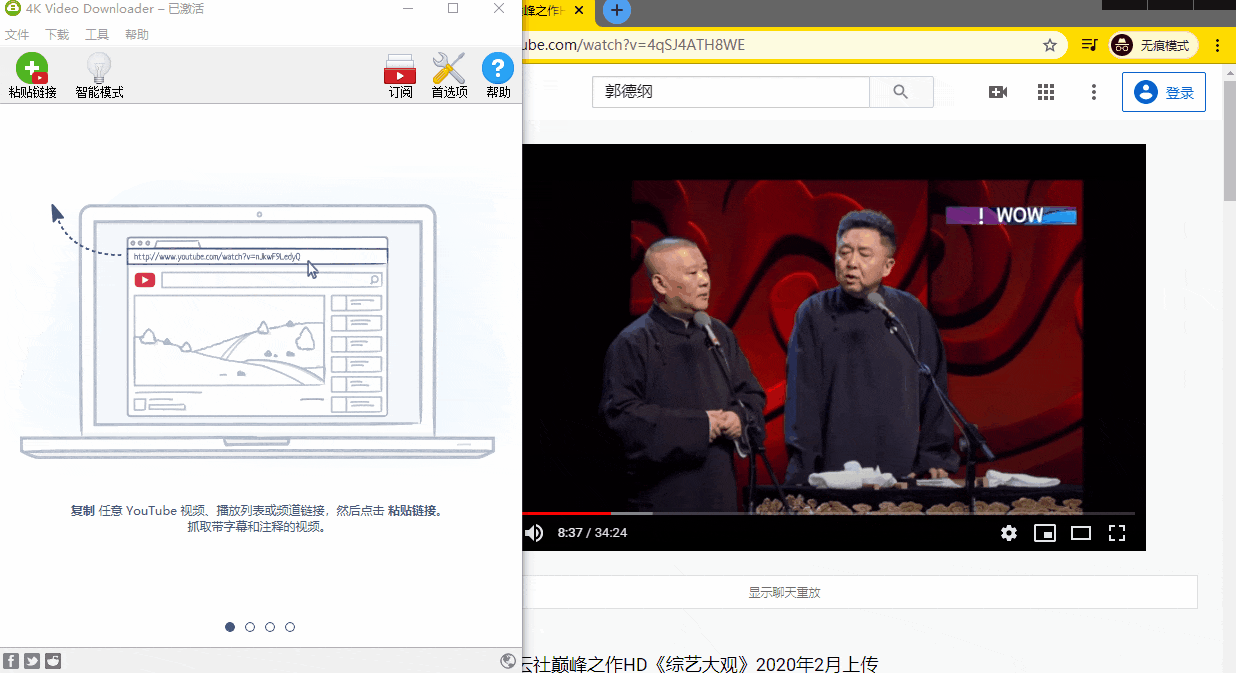 4K Video Downloader – 已激活
文件 下载 工具 帮助
粘贴链接 智能模式 订阅 首选项 帮助
http://www.youtube.com/watch?v=nJkwF9LedyQ
复制 任意 YouTube 视频、播放列表或频道链接，然后点击 粘贴链接。
抓取带字幕和注释的视频。
巅峰之作
ube.com/watch?v=4qSJ4ATH8WE
无痕模式
郭德纲
登录
! WOW
8:37 / 34:24
显示聊天重放
云社巅峰之作HD《综艺大观》2020年2月上传